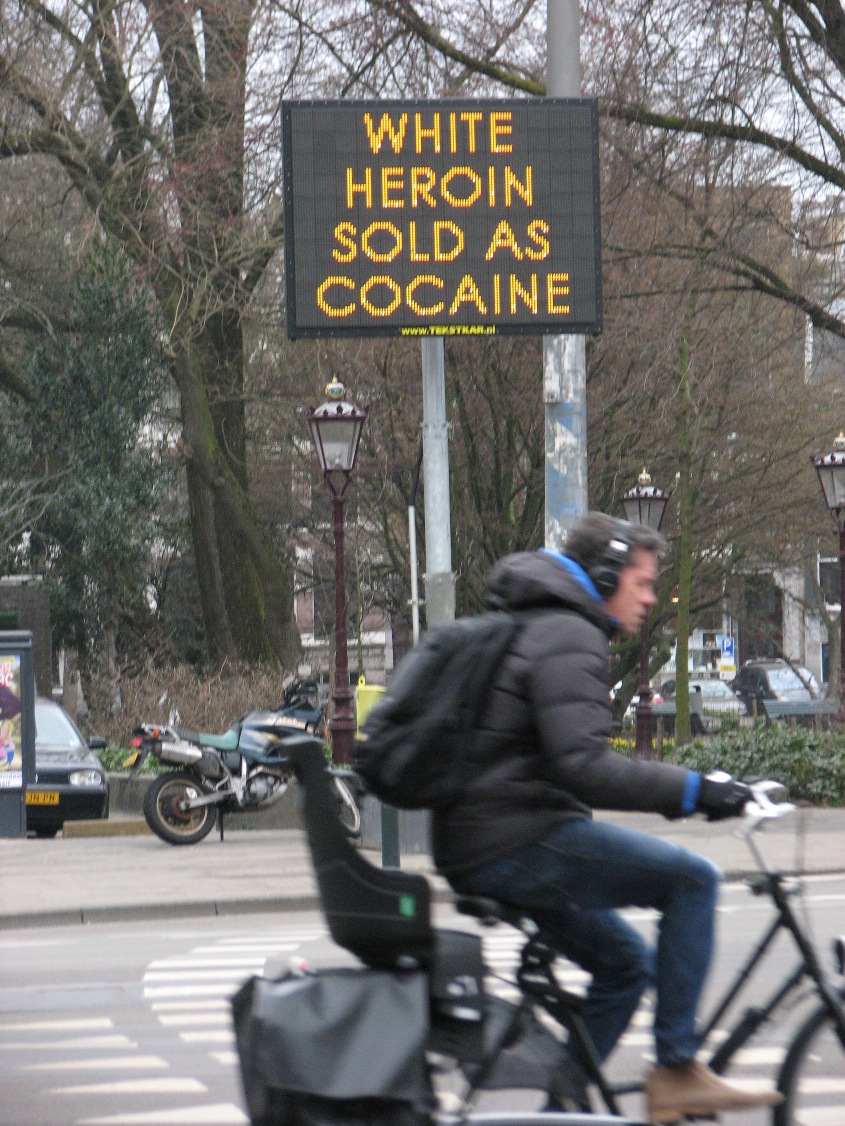 WHITE
HEROIN
SOLD AS
COCAINE
www.TEKSTKAR.nl
P